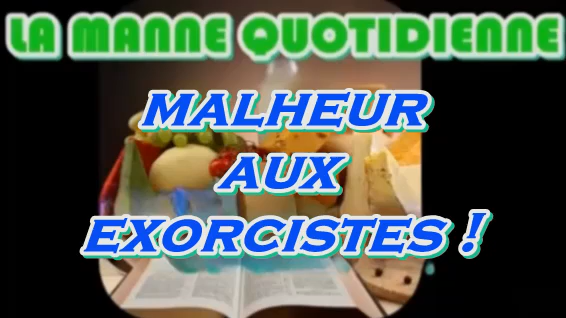 LA MANNE QUOTIDIENNE
MALHEUR
AUX
EXORCISTES !